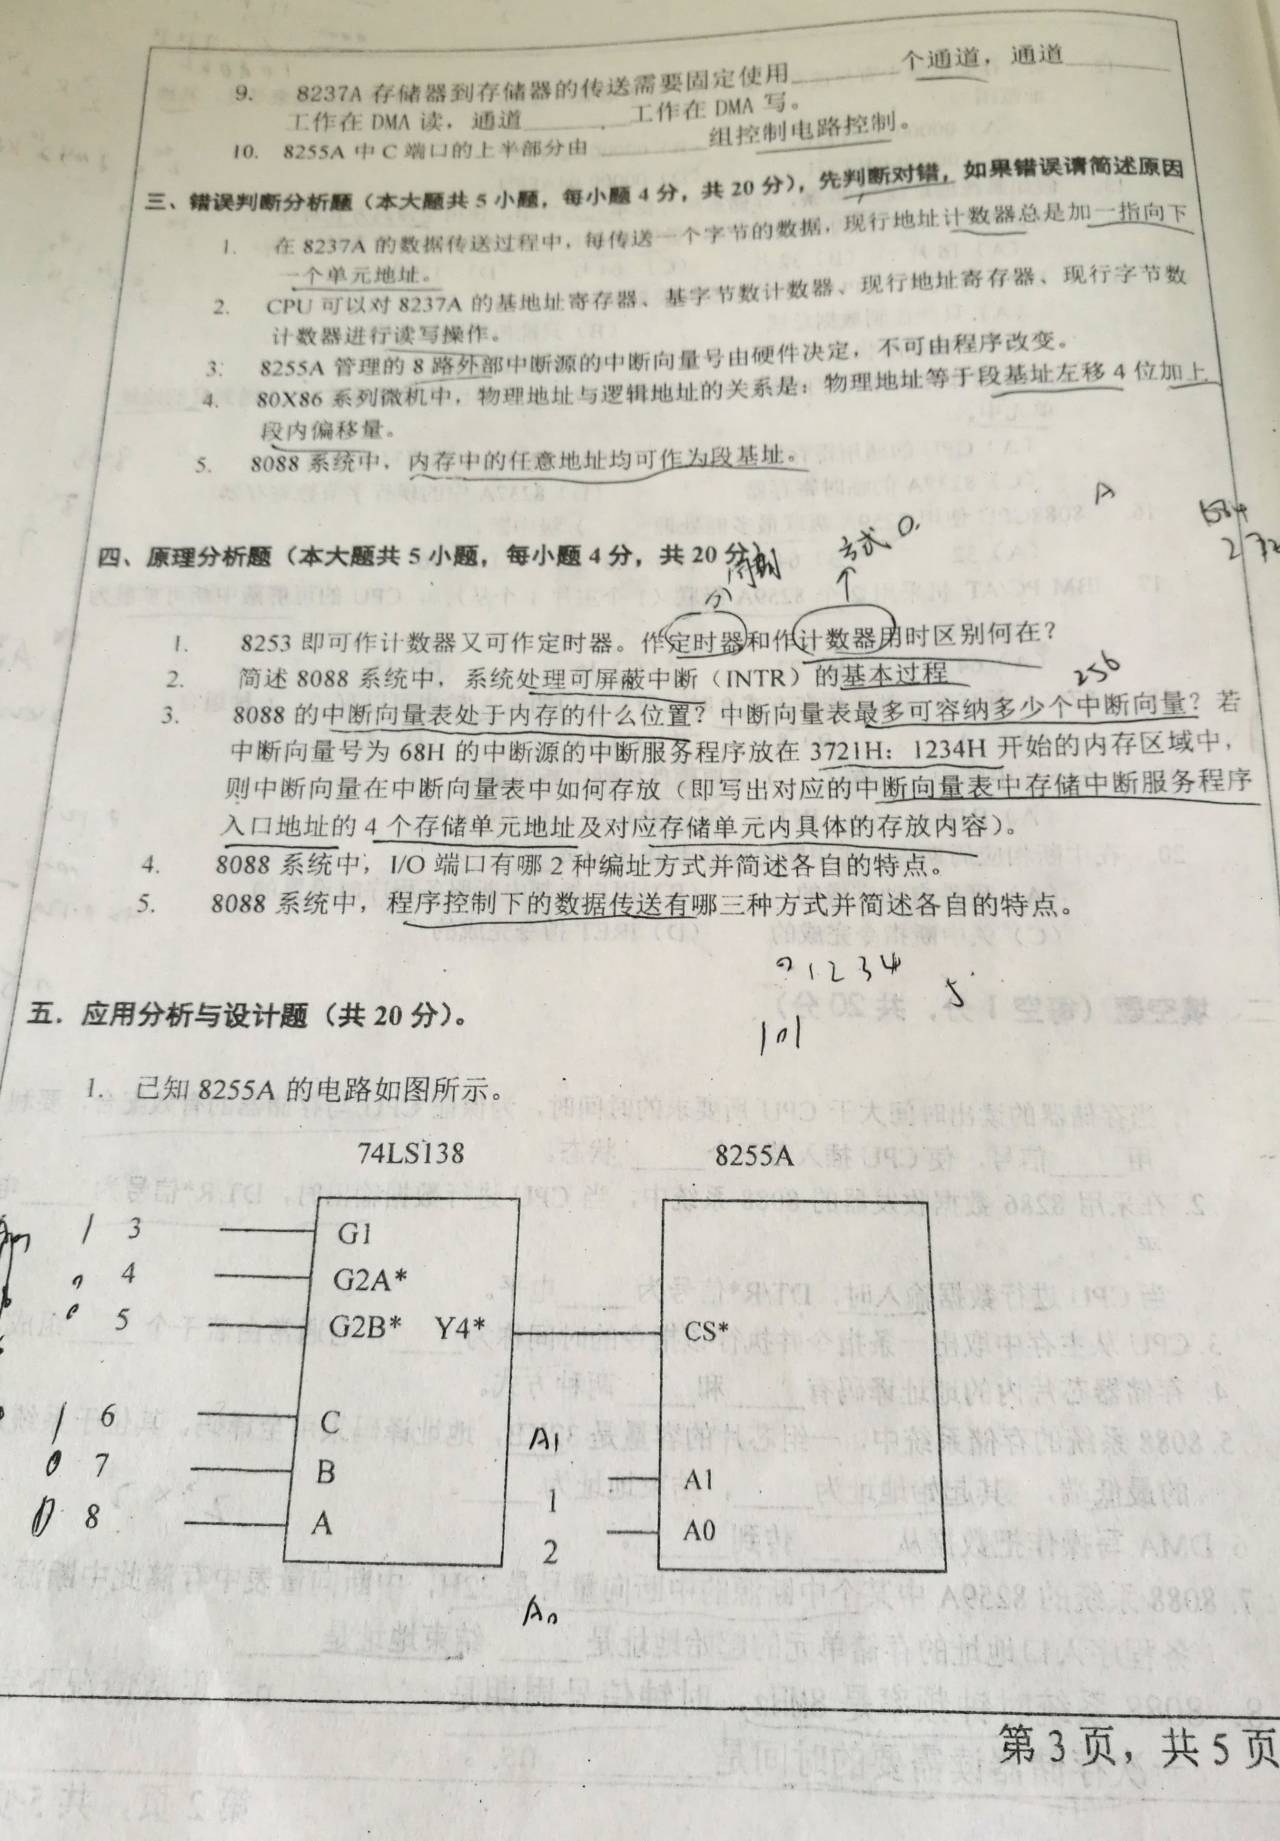 9. 8237A 存储器到存储器的传送需要固定使用________个通道，通道________
工作在 DMA 读，通道________工作在 DMA 写。
10. 8255A 中 C 端口的上半部分由________组控制电路控制。
三、错误判断分析题（本大题共 5 小题，每小题 4 分，共 20 分），先判断对错，如果错误请简述原因
1. 在 8237A 的数据传送过程中，每传送一个字节的数据，现行地址计数器总是加一指向下
一个单元地址。
2. CPU 可以对 8237A 的基地址寄存器、基字节数计数器、现行地址寄存器、现行字节数
计数器进行读写操作。
3. 8255A 管理的 8 路外部中断源的中断向量号由硬件决定，不可由程序改变。
4. 80X86 系列微机中，物理地址与逻辑地址的关系是：物理地址等于段基址左移 4 位加上
段内偏移量。
5. 8088 系统中，内存中的任意地址均可作为段基址。
A
四、原理分析题（本大题共 5 小题，每小题 4 分，共 20 分）
方式 0.
1. 8253 即可作计数器又可作定时器。作定时器和作计数器用时区别何在？
2. 简述 8088 系统中，系统处理可屏蔽中断（INTR）的基本过程
256
3. 8088 的中断向量表处于内存的什么位置？中断向量表最多可容纳多少个中断向量？若
中断向量号为 68H 的中断源的中断服务程序放在 3721H：1234H 开始的内存区域中，
则中断向量在中断向量表中如何存放（即写出对应的中断向量表中存储中断服务程序
入口地址的 4 个存储单元地址及对应存储单元内具体的存放内容）。
4. 8088 系统中，I/O 端口有哪 2 种编址方式并简述各自的特点。
5. 8088 系统中，程序控制下的数据传送有哪三种方式并简述各自的特点。
0 1 2 3 4 5
五．应用分析与设计题（共 20 分）。
101
1. 已知 8255A 的电路如图所示。
74LS138 8255A
1 3 G1
0 4 G2A*
0 5 G2B* Y4* CS*
1 6 C
A1
0 7 B A1
1
0 8 A A0
2
A0
第 3 页，共 5 页